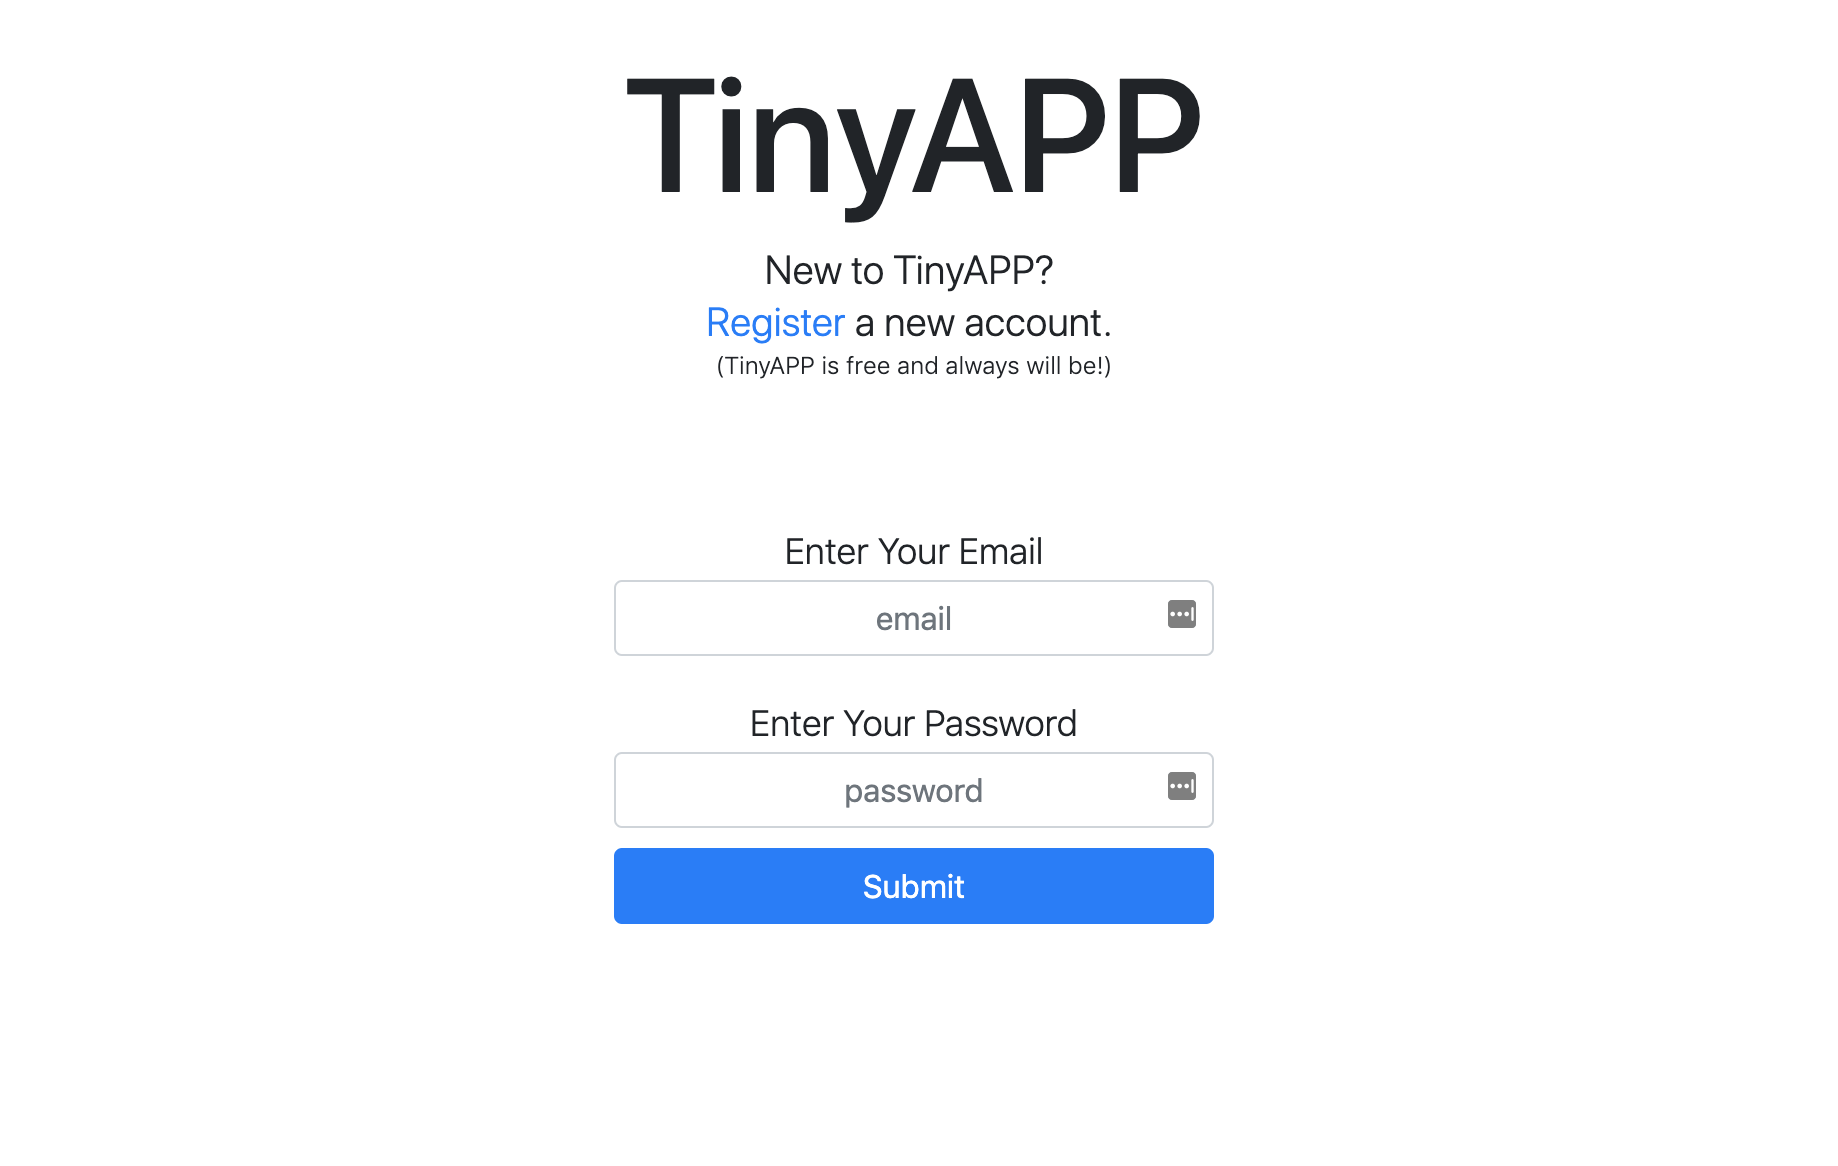 TinyAPP
New to TinyAPP?
Register a new account.
(TinyAPP is free and always will be!)
Enter Your Email
email
Enter Your Password
password
Submit